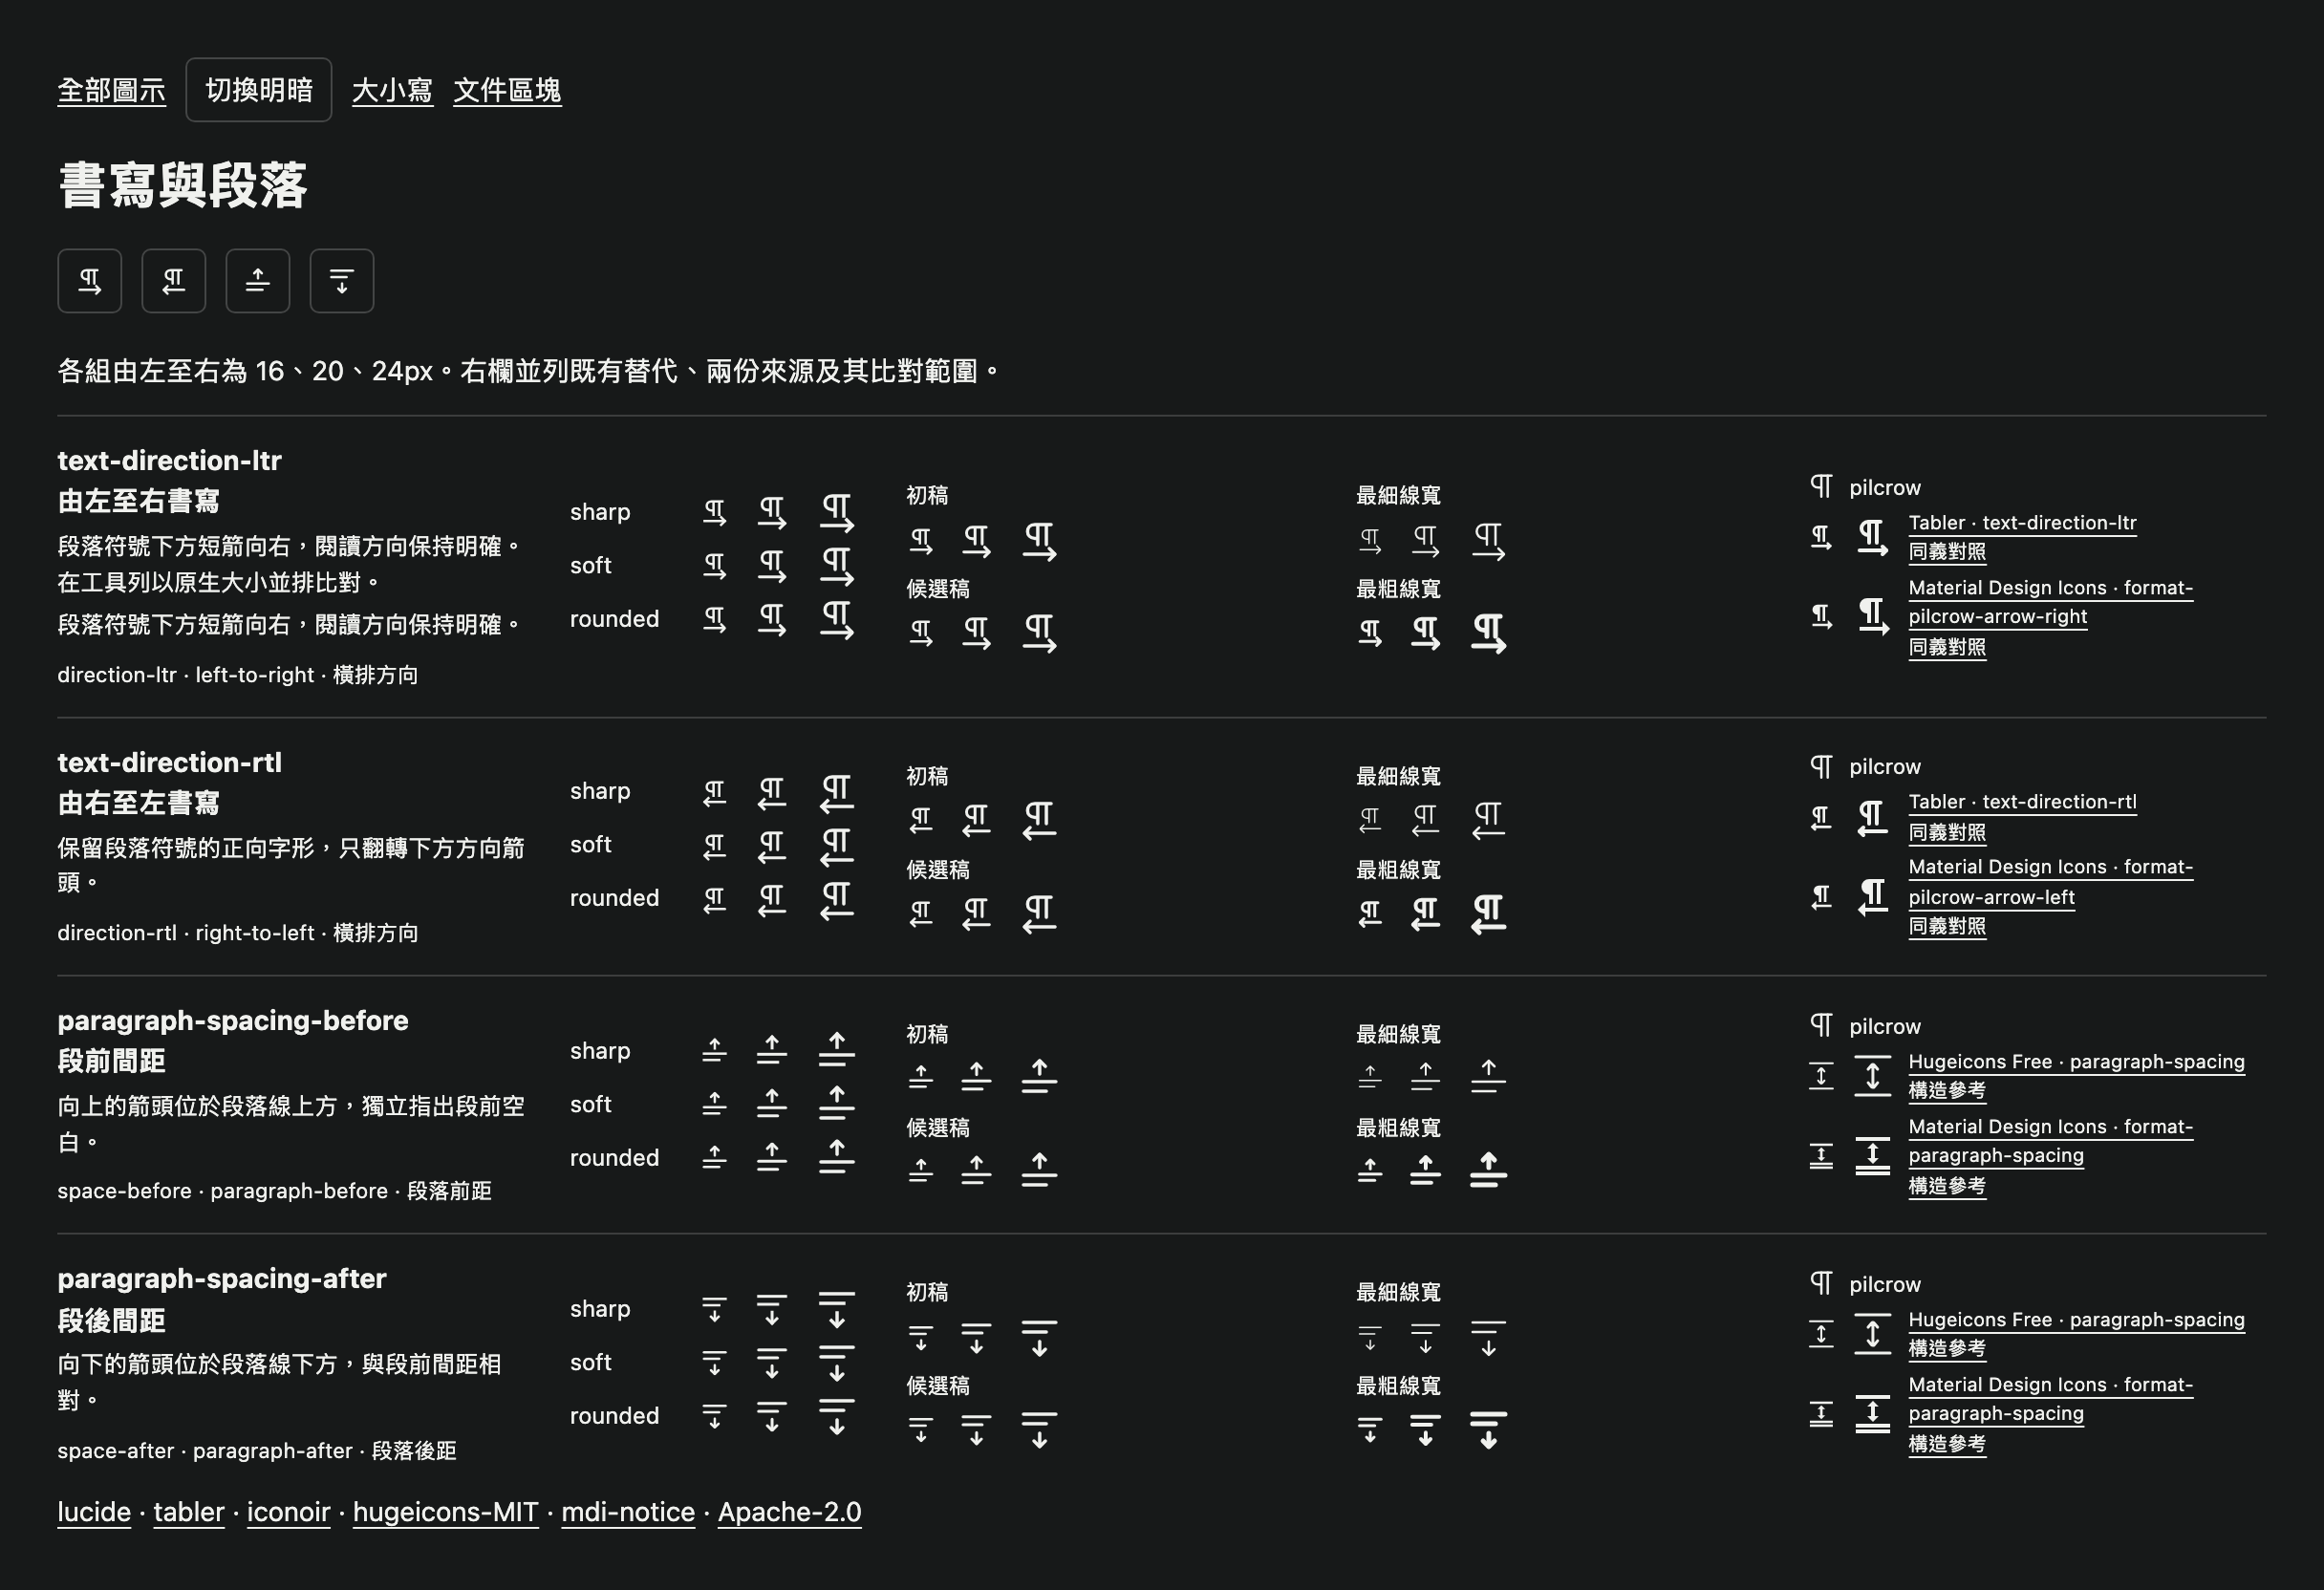 全部圖示 切換明暗 大小寫 文件區塊
書寫與段落
各組由左至右為 16、20、24px。右欄並列既有替代、兩份來源及其比對範圍。
text-direction-ltr
由左至右書寫
段落符號下方短箭向右，閱讀方向保持明確。
在工具列以原生大小並排比對。
段落符號下方短箭向右，閱讀方向保持明確。
direction-ltr · left-to-right · 橫排方向
sharp
soft
rounded
初稿
候選稿
最細線寬
最粗線寬
pilcrow
Tabler · text-direction-ltr
同義對照
Material Design Icons · format-
pilcrow-arrow-right
同義對照
text-direction-rtl
由右至左書寫
保留段落符號的正向字形，只翻轉下方方向箭
頭。
direction-rtl · right-to-left · 橫排方向
sharp
soft
rounded
初稿
候選稿
最細線寬
最粗線寬
pilcrow
Tabler · text-direction-rtl
同義對照
Material Design Icons · format-
pilcrow-arrow-left
同義對照
paragraph-spacing-before
段前間距
向上的箭頭位於段落線上方，獨立指出段前空
白。
space-before · paragraph-before · 段落前距
sharp
soft
rounded
初稿
候選稿
最細線寬
最粗線寬
pilcrow
Hugeicons Free · paragraph-spacing
構造參考
Material Design Icons · format-
paragraph-spacing
構造參考
paragraph-spacing-after
段後間距
向下的箭頭位於段落線下方，與段前間距相
對。
space-after · paragraph-after · 段落後距
sharp
soft
rounded
初稿
候選稿
最細線寬
最粗線寬
pilcrow
Hugeicons Free · paragraph-spacing
構造參考
Material Design Icons · format-
paragraph-spacing
構造參考
lucide · tabler · iconoir · hugeicons-MIT · mdi-notice · Apache-2.0